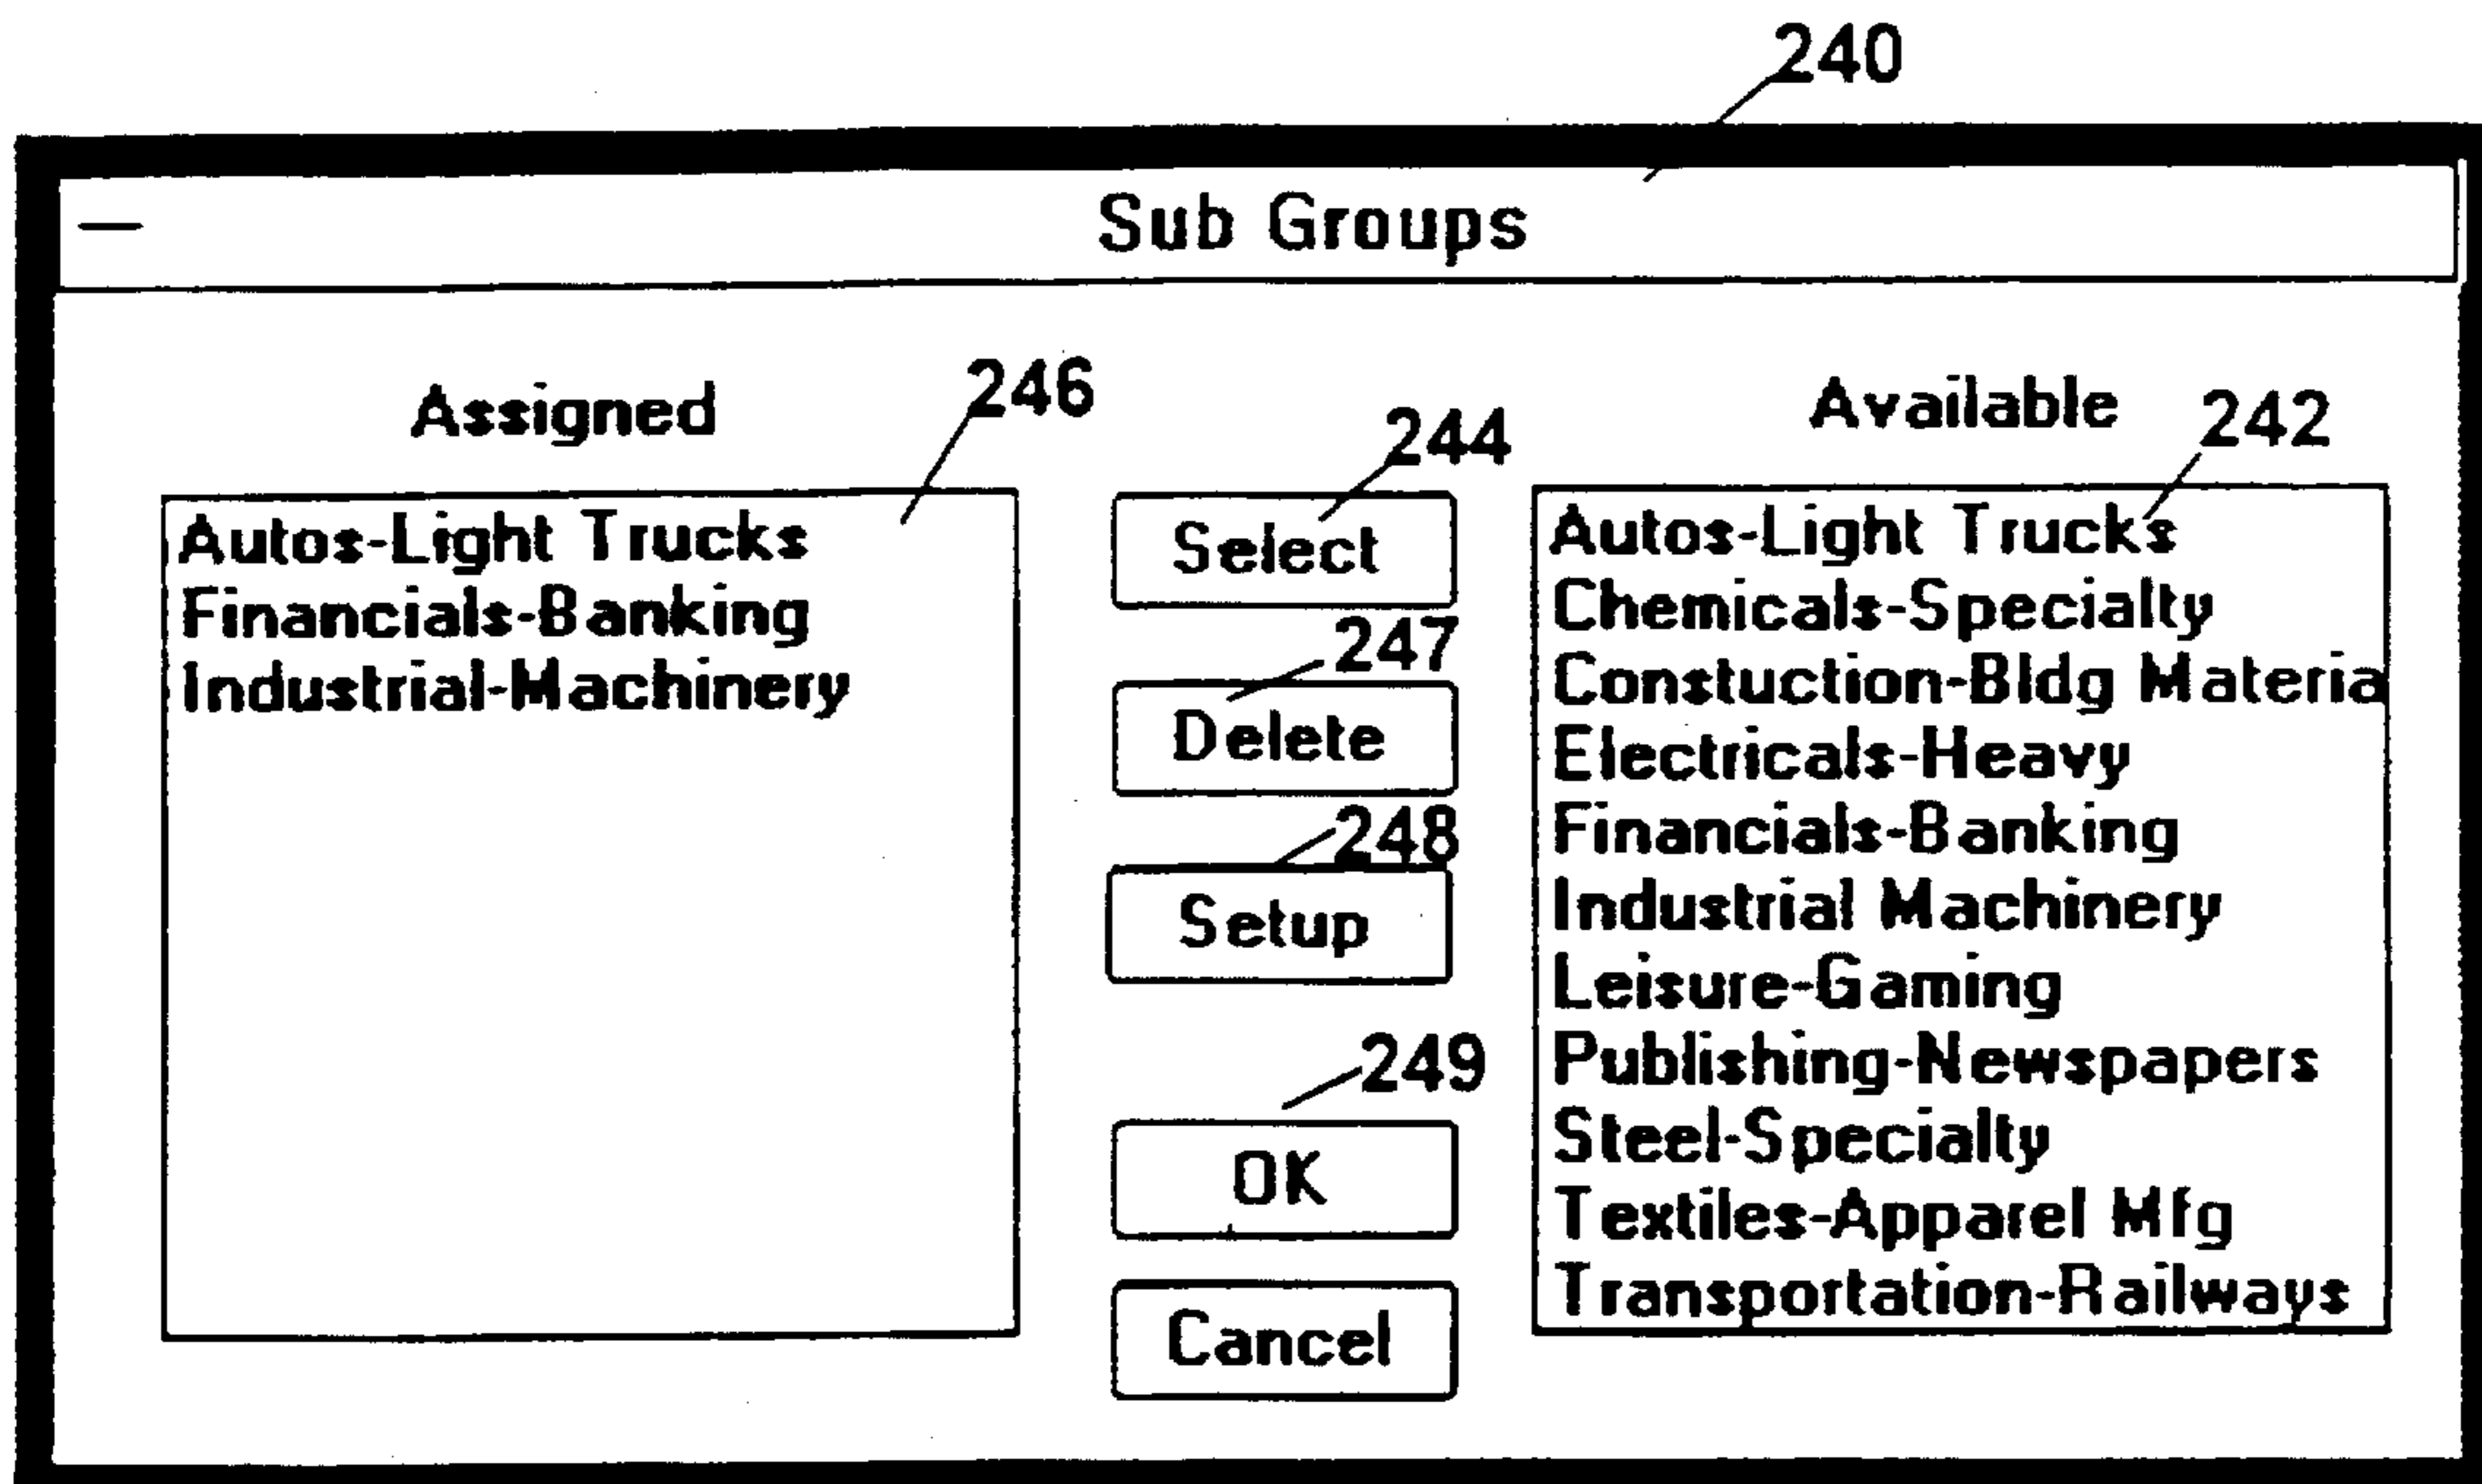 240
Sub Groups
Assigned
246
Autos-Light Trucks
Financials-Banking
Industrial-Machinery
244
Select
247
Delete
248
Setup
249
OK
Cancel
Available
242
Autos-Light Trucks
Chemicals-Specialty
Constuction-Bldg Materia
Electricals-Heavy
Financials-Banking
Industrial Machinery
Leisure-Gaming
Publishing-Newspapers
Steel-Specialty
Textiles-Apparel Mfg
Transportation-Railways